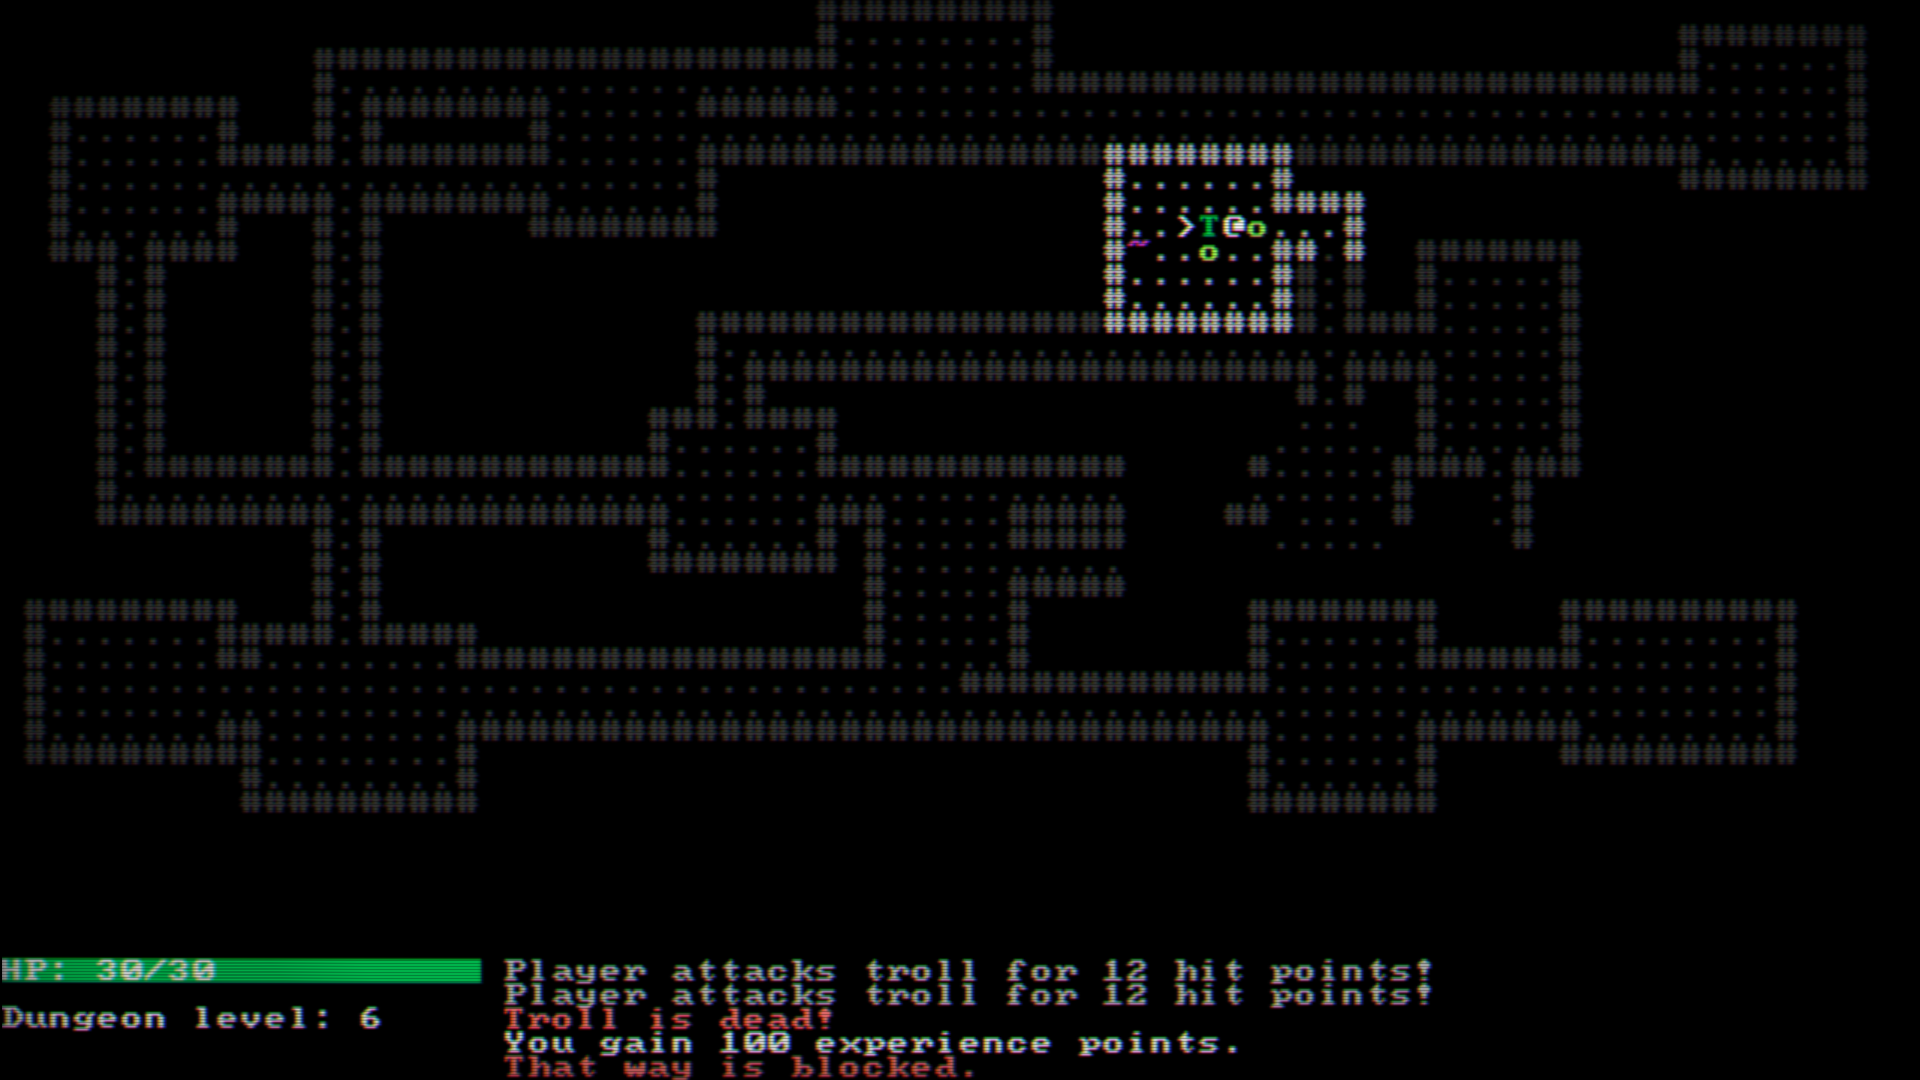 HP: 30/30
Dungeon level: 6
Player attacks troll for 12 hit points!
Player attacks troll for 12 hit points!
Troll is dead!
You gain 100 experience points.
That way is blocked.